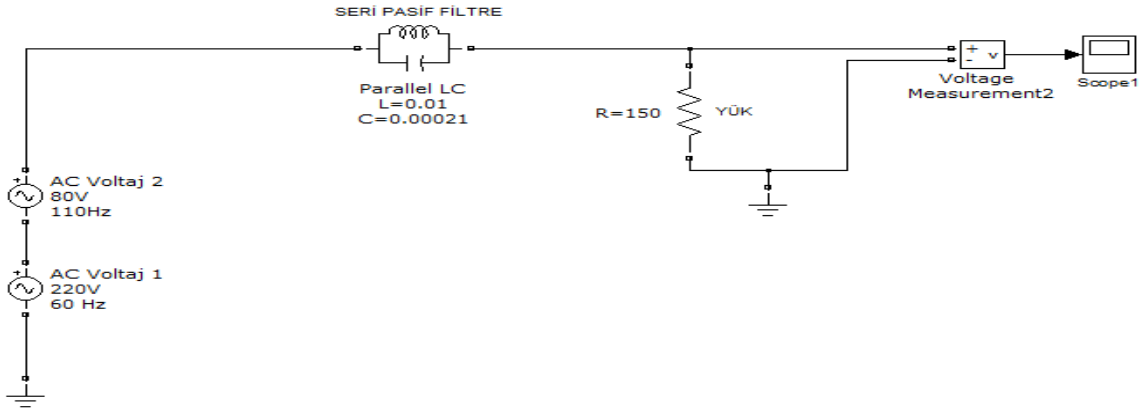 SERİ PASİF FİLTRE
Parallel LC
L=0.01
C=0.00021
R=150
YÜK
+
-
v
Voltage
Measurement2
Scope1
+
AC Voltaj 2
80V
110Hz
+
AC Voltaj 1
220V
60 Hz